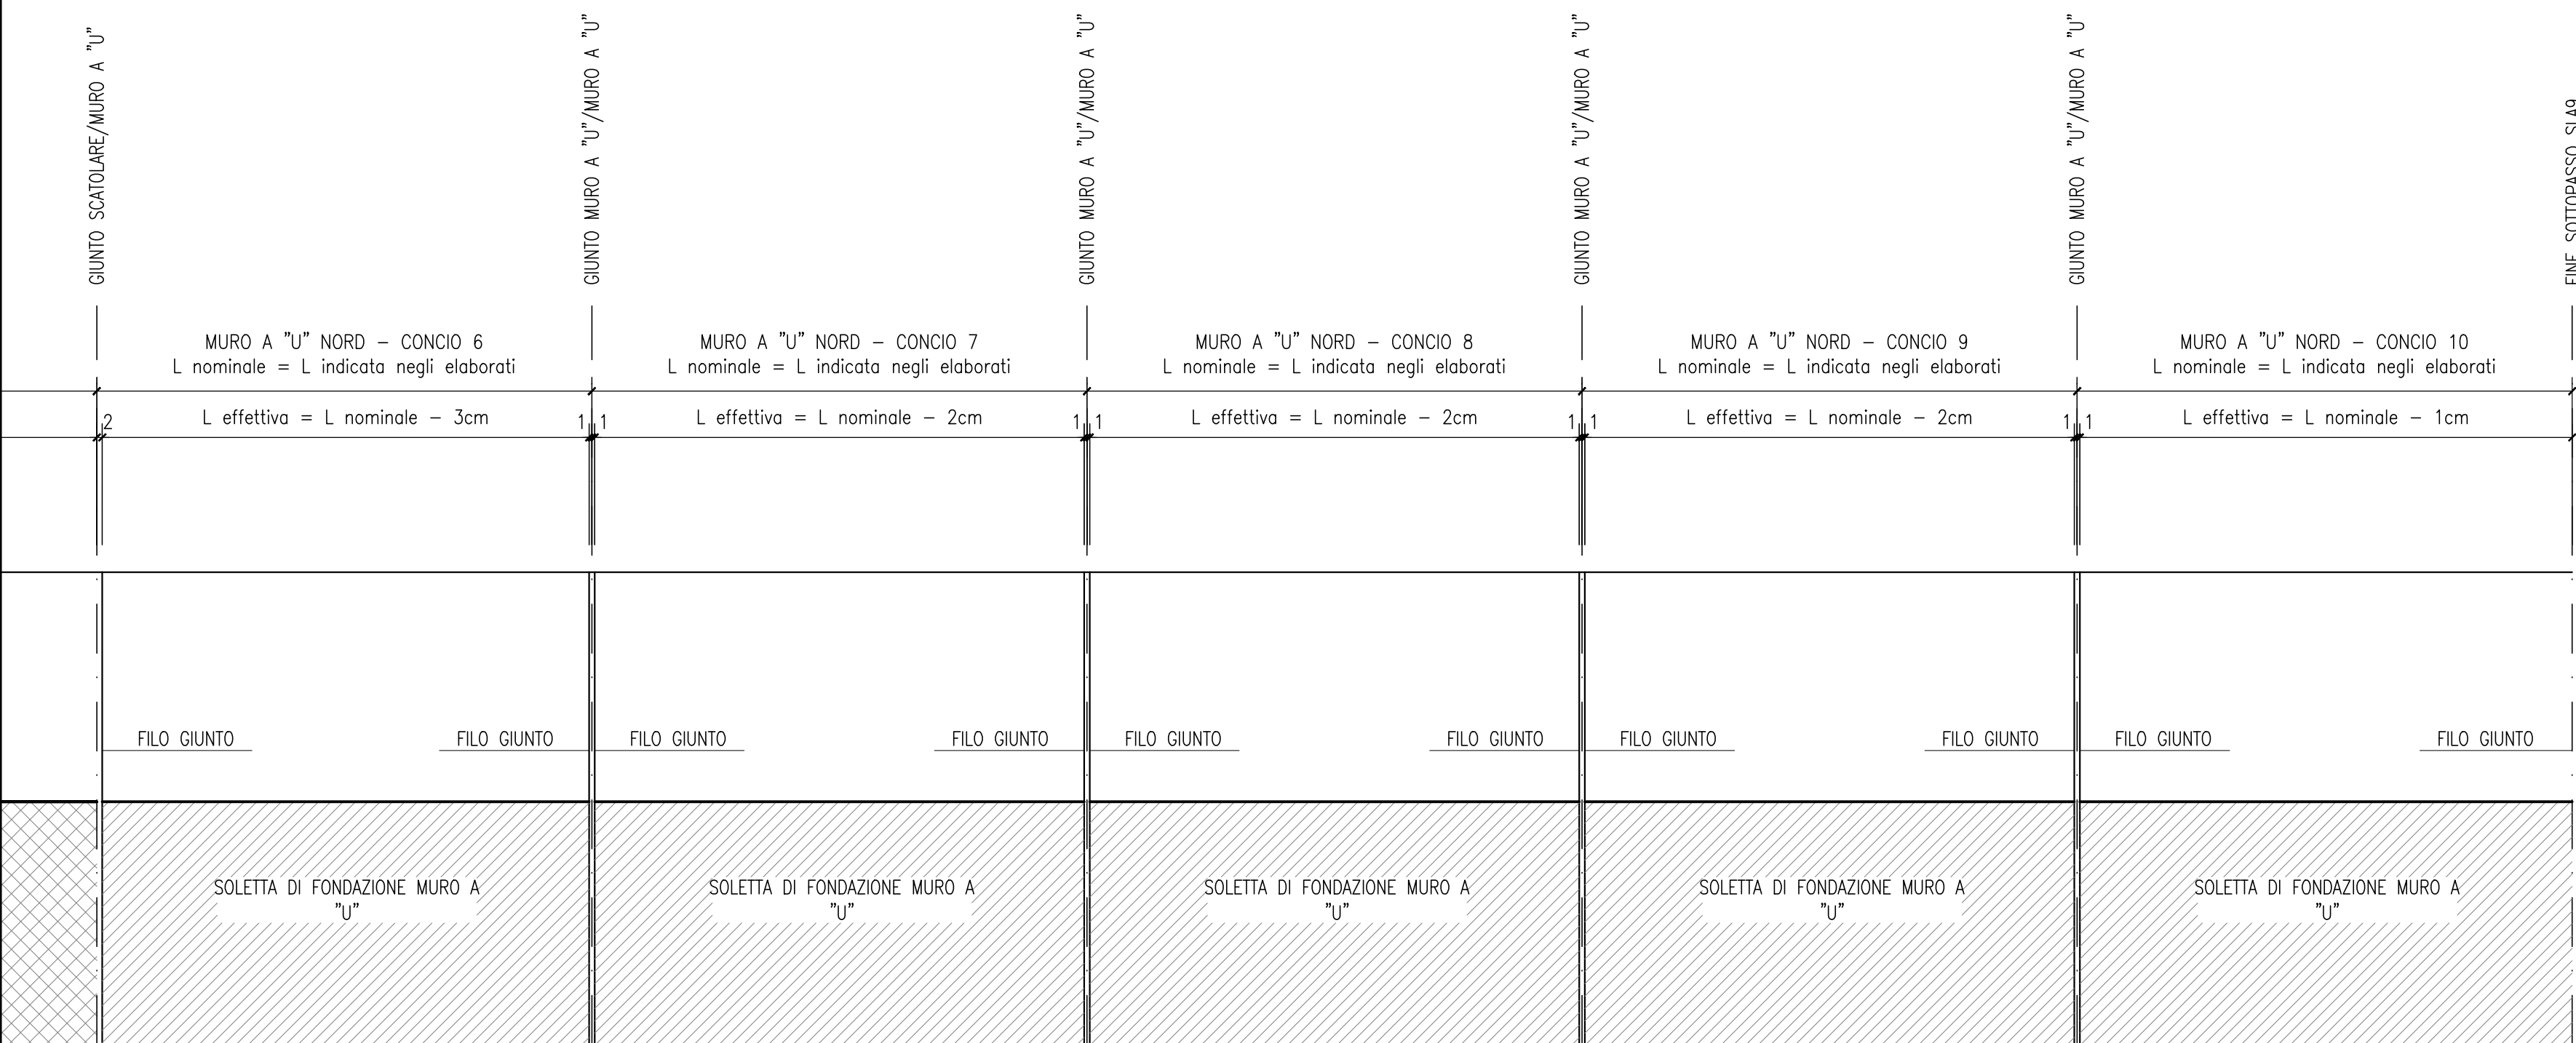 GIUNTO SCATOLARE/MURO A "U"
GIUNTO MURO A "U"/MURO A "U"
GIUNTO MURO A "U"/MURO A "U"
GIUNTO MURO A "U"/MURO A "U"
GIUNTO MURO A "U"/MURO A "U"
FINE SOTTOPASSO SLA9
MURO A "U" NORD – CONCIO 6
L nominale = L indicata negli elaborati
MURO A "U" NORD – CONCIO 7
L nominale = L indicata negli elaborati
MURO A "U" NORD – CONCIO 8
L nominale = L indicata negli elaborati
MURO A "U" NORD – CONCIO 9
L nominale = L indicata negli elaborati
MURO A "U" NORD – CONCIO 10
L nominale = L indicata negli elaborati
2
L effettiva = L nominale – 3cm
1
1
L effettiva = L nominale – 2cm
1
1
L effettiva = L nominale – 2cm
1
1
L effettiva = L nominale – 2cm
1
1
L effettiva = L nominale – 1cm
FILO GIUNTO
FILO GIUNTO
FILO GIUNTO
FILO GIUNTO
FILO GIUNTO
FILO GIUNTO
FILO GIUNTO
FILO GIUNTO
FILO GIUNTO
FILO GIUNTO
SOLETTA DI FONDAZIONE MURO A
"U"
SOLETTA DI FONDAZIONE MURO A
"U"
SOLETTA DI FONDAZIONE MURO A
"U"
SOLETTA DI FONDAZIONE MURO A
"U"
SOLETTA DI FONDAZIONE MURO A
"U"